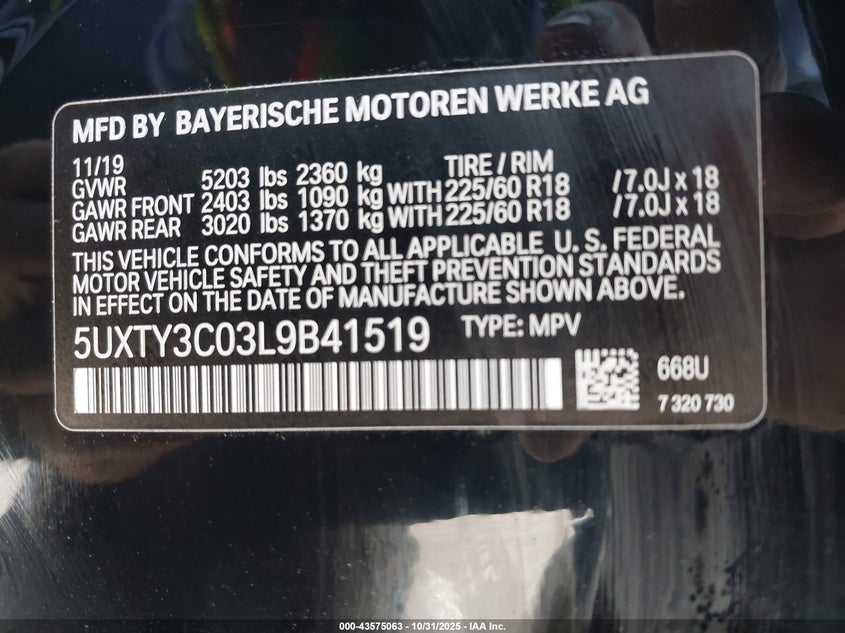 MFD BY BAYERISCHE MOTOREN WERKE AG
11/19 TIRE / RIM
GVWR 5203 lbs 2360 kg
GAWR FRONT 2403 lbs 1090 kg WITH 225/60 R18 /7.0J x 18
GAWR REAR 3020 lbs 1370 kg WITH 225/60 R18 /7.0J x 18
THIS VEHICLE CONFORMS TO ALL APPLICABLE U. S. FEDERAL
MOTOR VEHICLE SAFETY AND THEFT PREVENTION STANDARDS
IN EFFECT ON THE DATE OF MANUFACTURE SHOWN ABOVE.
5UXTY3C03L9B41519 TYPE: MPV
668U
7 320 730
000-43575063 - 10/31/2025 - IAA Inc.